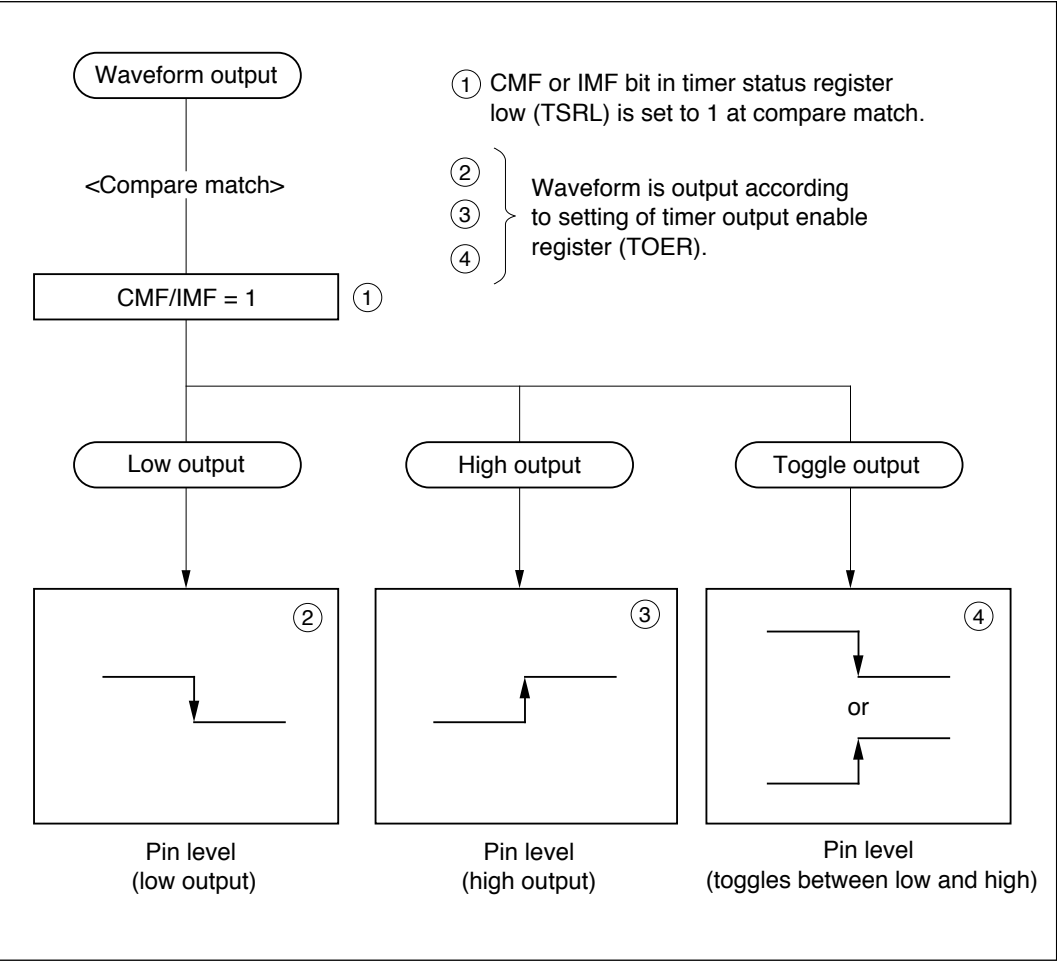 Waveform output
① CMF or IMF bit in timer status register
low (TSRL) is set to 1 at compare match.
<Compare match>
②
③
④
Waveform is output according
to setting of timer output enable
register (TOER).
CMF/IMF = 1
①
Low output
High output
Toggle output
②
③
④
or
Pin level
(low output)
Pin level
(high output)
Pin level
(toggles between low and high)